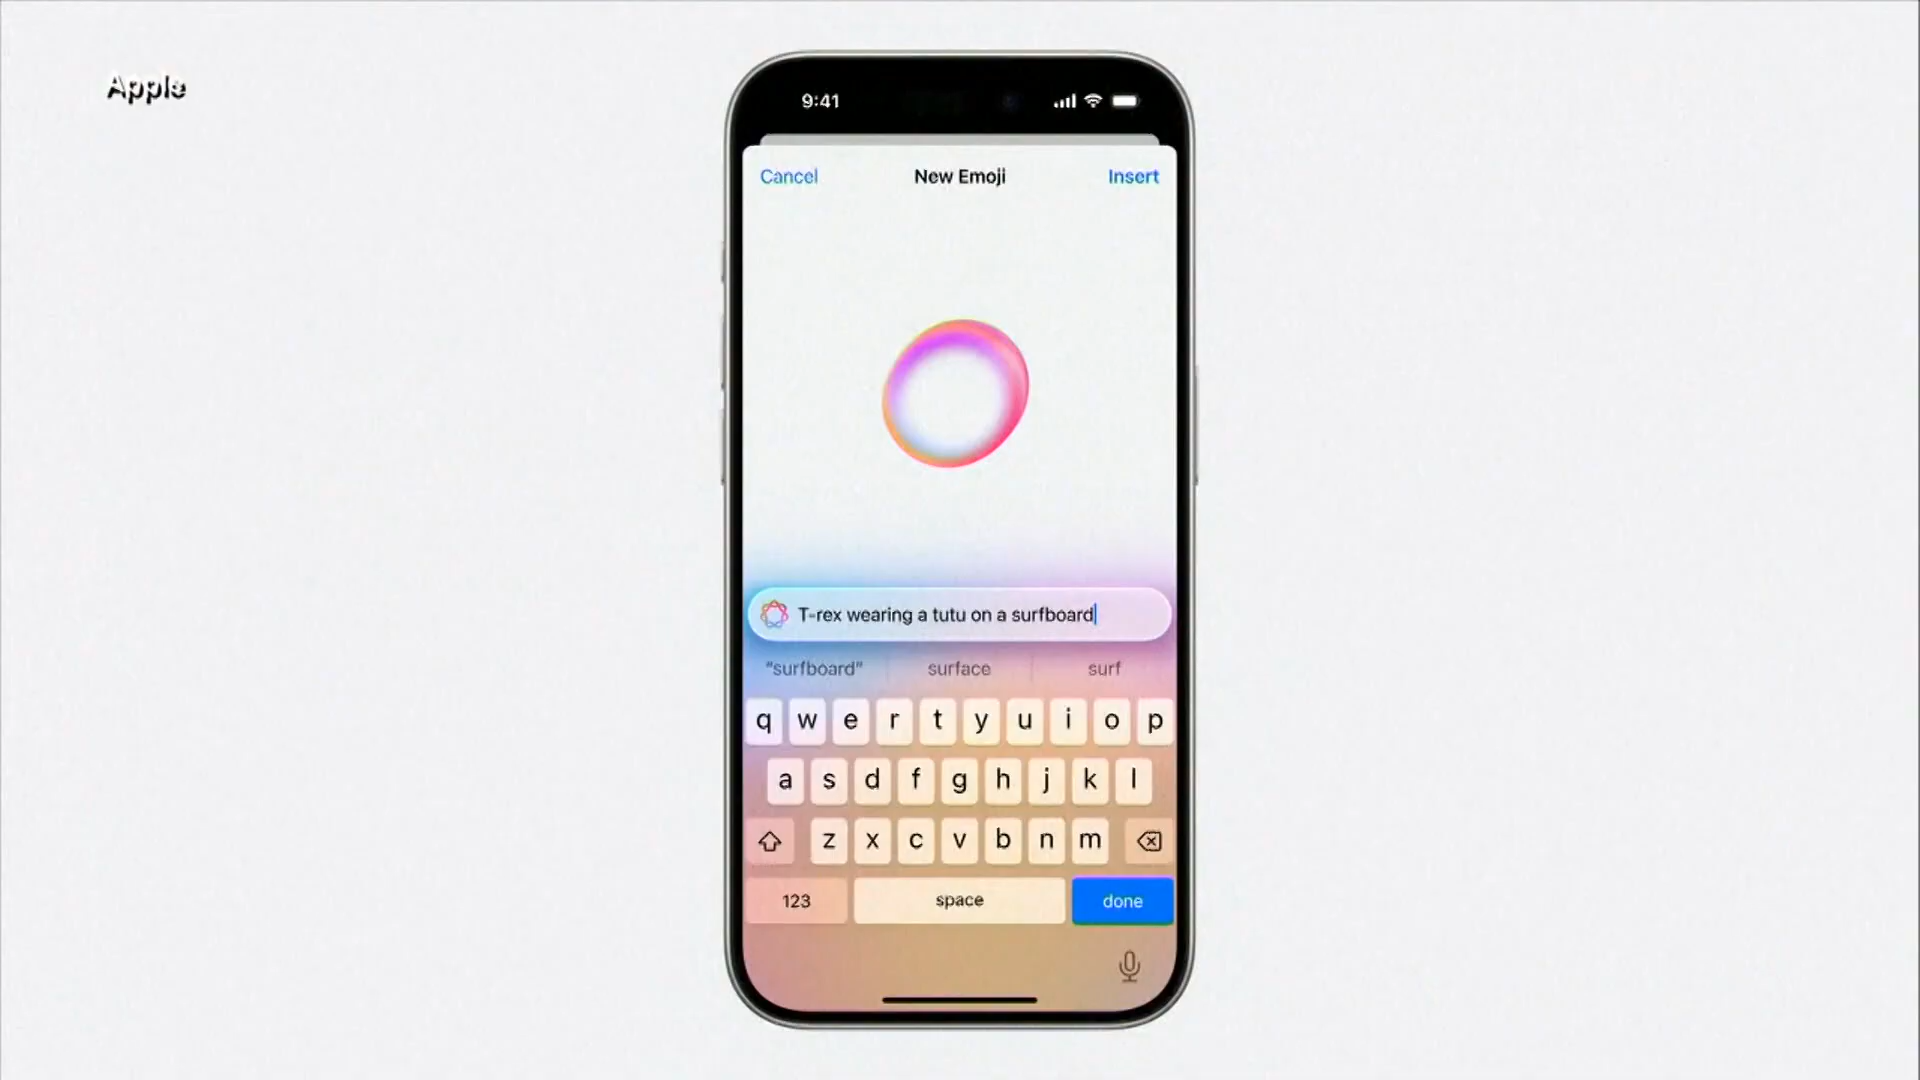 Apple
9:41
Cancel New Emoji Insert
T-rex wearing a tutu on a surfboard
"surfboard" surface surf
q w e r t y u i o p
a s d f g h j k l
z x c v b n m
123 space done